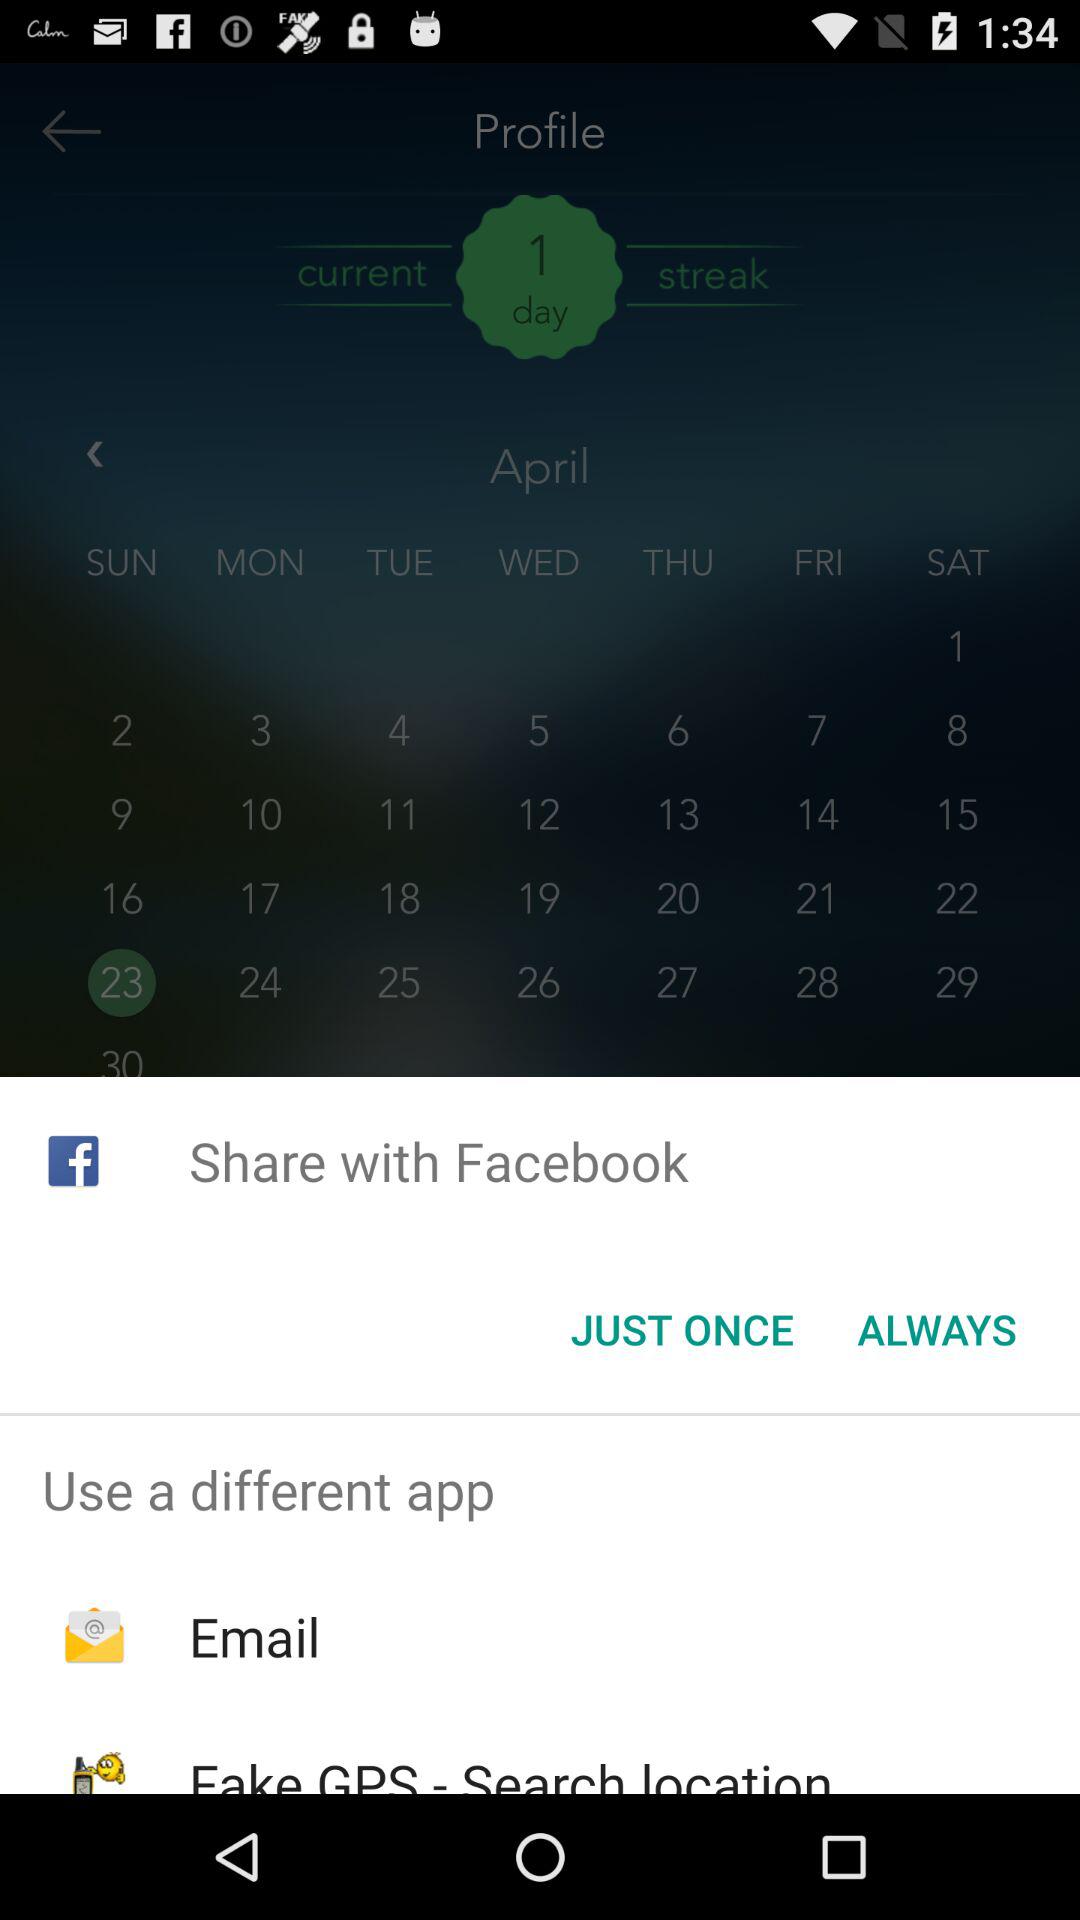 Calm FAKE 1:34
Profile
current 1 day streak
April
SUN MON TUE WED THU FRI SAT
1
2 3 4 5 6 7 8
9 10 11 12 13 14 15
16 17 18 19 20 21 22
23 24 25 26 27 28 29
30
Share with Facebook
JUST ONCE ALWAYS
Use a different app
@ Email
Fake GPS - Search location